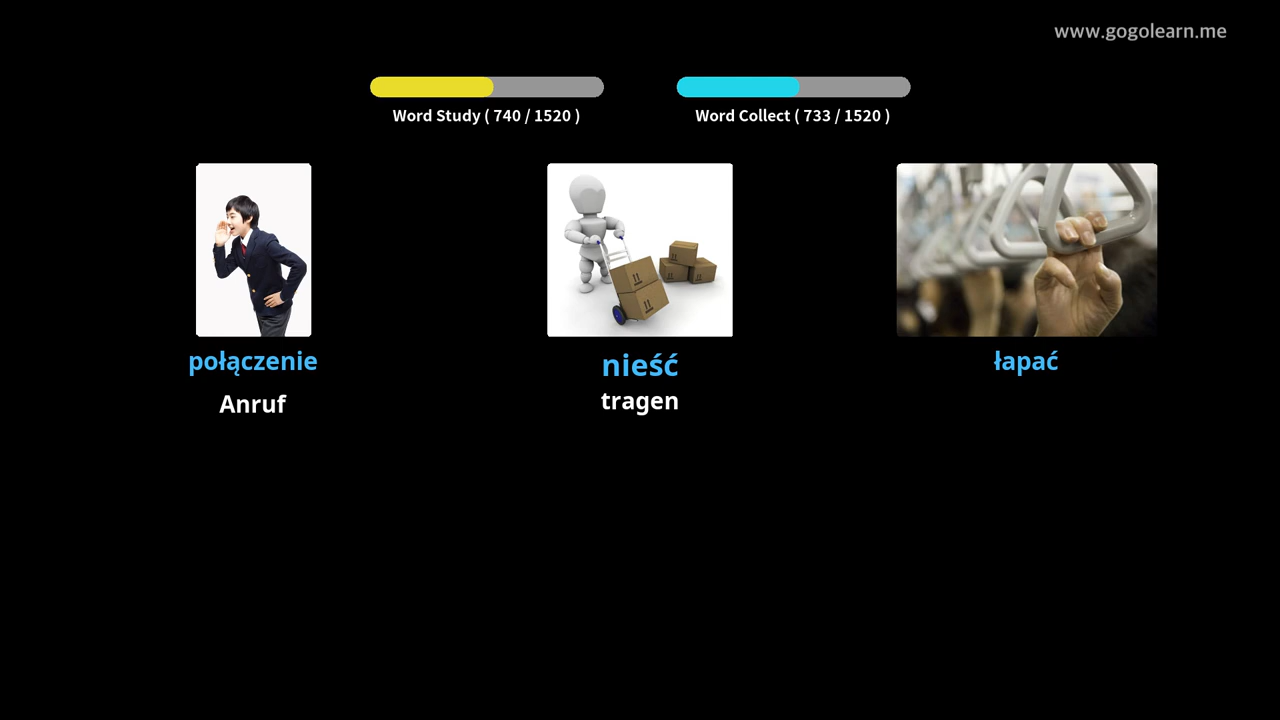 www.gogolearn.me
Word Study ( 740 / 1520 )
Word Collect ( 733 / 1520 )
połączenie
nieść
łapać
Anruf
tragen